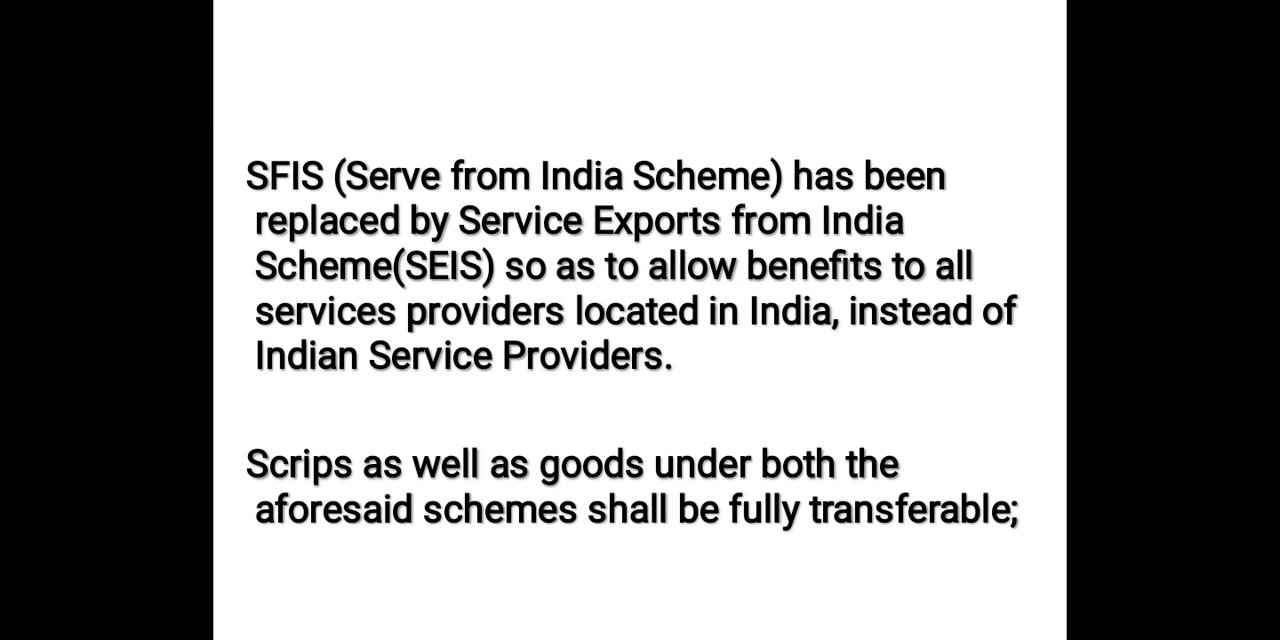 SFIS (Serve from India Scheme) has been
replaced by Service Exports from India
Scheme(SEIS) so as to allow benefits to all
services providers located in India, instead of
Indian Service Providers.
Scrips as well as goods under both the
aforesaid schemes shall be fully transferable;